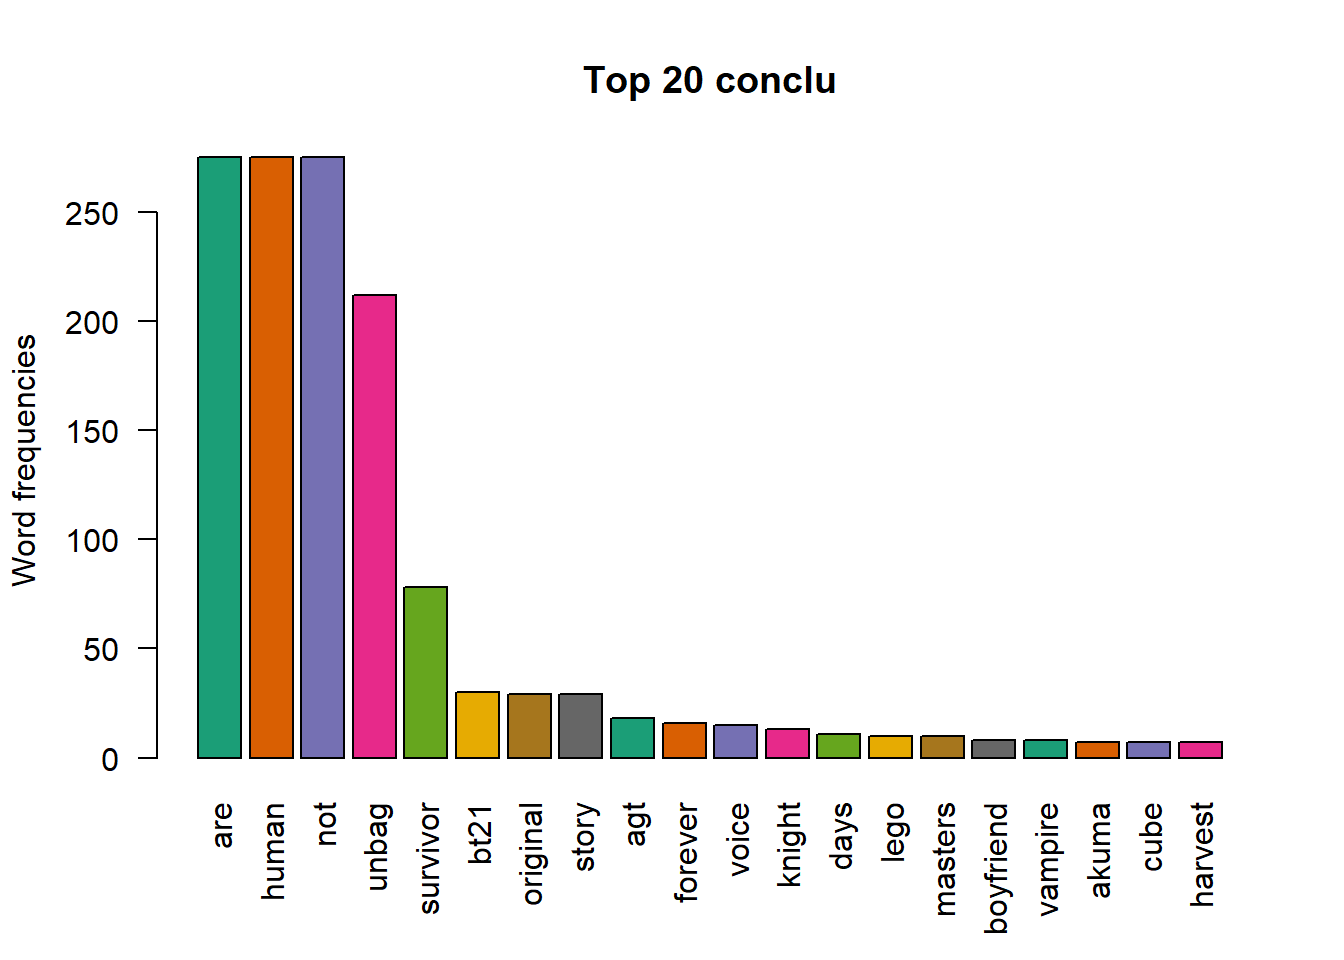 Top 20 conclu
Word frequencies
250
200
150
100
50
0
are
human
not
unbag
survivor
bt21
original
story
agt
forever
voice
knight
days
lego
masters
boyfriend
vampire
akuma
cube
harvest